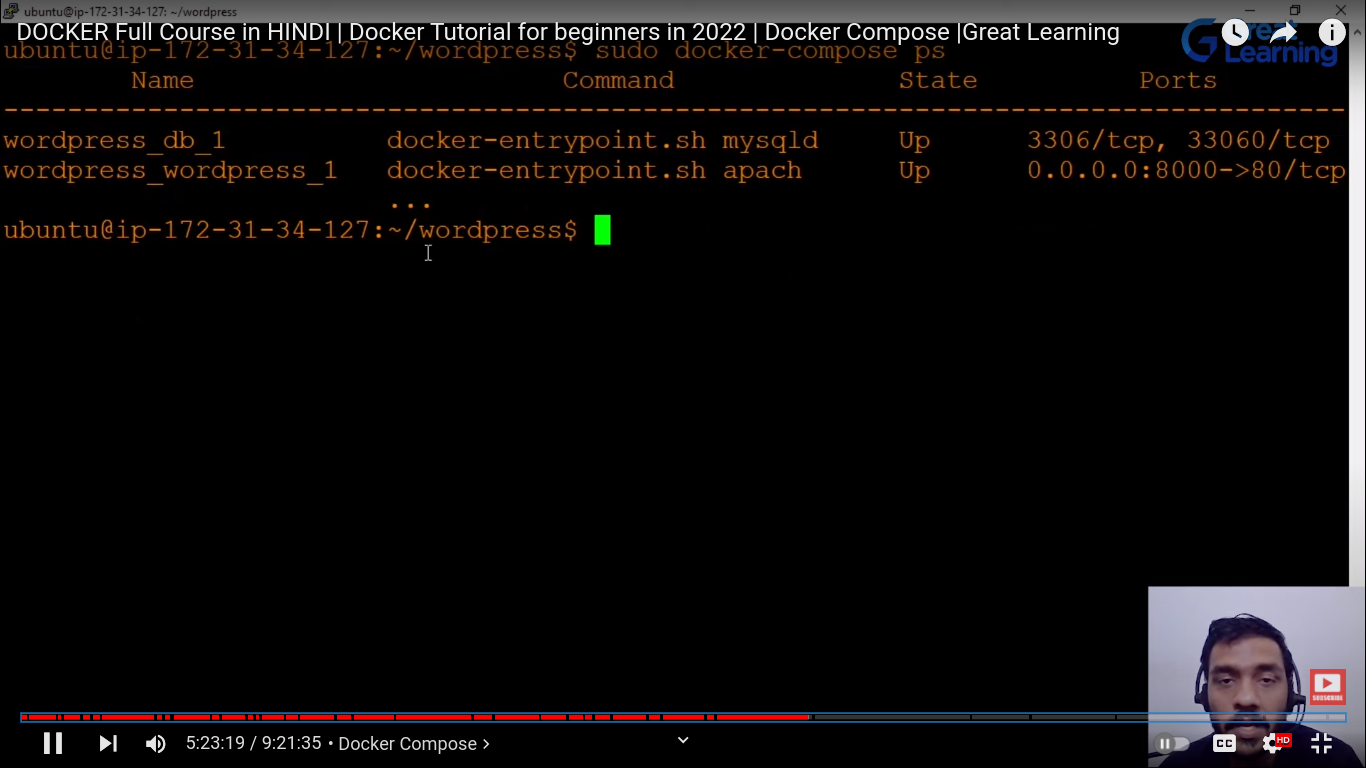 ubuntu@ip-172-31-34-127: ~/wordpress
DOCKER Full Course in HINDI | Docker Tutorial for beginners in 2022 | Docker Compose |Great Learning
Great Learning
ubuntu@ip-172-31-34-127:~/wordpress$ sudo docker-compose ps
Name Command State Ports
------------------------------------------------------------------------------------
wordpress_db_1 docker-entrypoint.sh mysqld Up 3306/tcp, 33060/tcp
wordpress_wordpress_1 docker-entrypoint.sh apach Up 0.0.0.0:8000->80/tcp
...
ubuntu@ip-172-31-34-127:~/wordpress$
SUBSCRIBE
5:23:19 / 9:21:35 • Docker Compose >
CC
HD